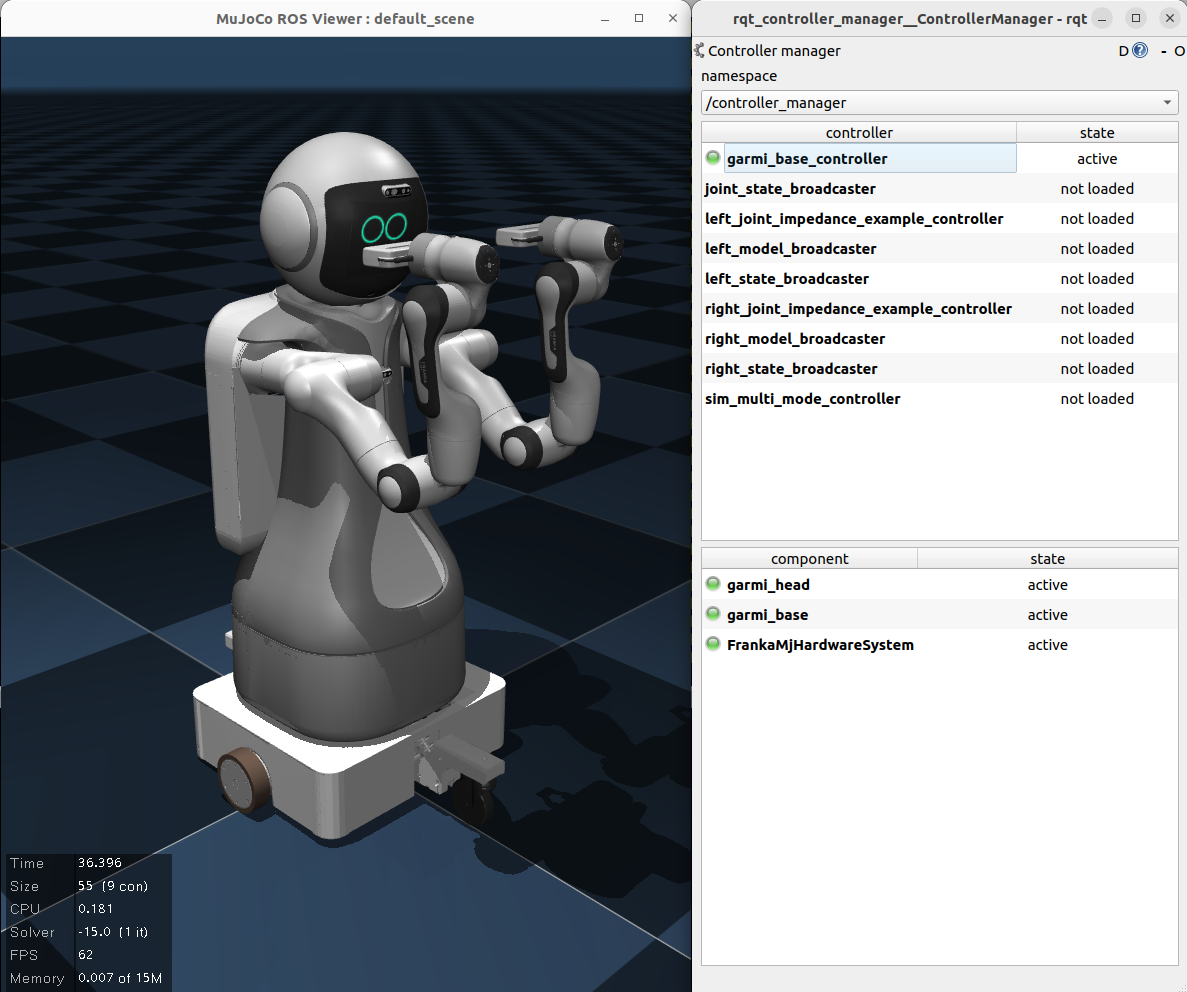 MuJoCo ROS Viewer : default_scene
Time 36.396
Size 55 (9 con)
CPU 0.181
Solver -15.0 (1 it)
FPS 62
Memory 0.007 of 15M
rqt_controller_manager__ControllerManager - rqt
Controller manager
D ? - O
namespace
/controller_manager
controller state
garmi_base_controller active
joint_state_broadcaster not loaded
left_joint_impedance_example_controller not loaded
left_model_broadcaster not loaded
left_state_broadcaster not loaded
right_joint_impedance_example_controller not loaded
right_model_broadcaster not loaded
right_state_broadcaster not loaded
sim_multi_mode_controller not loaded
component state
garmi_head active
garmi_base active
FrankaMjHardwareSystem active